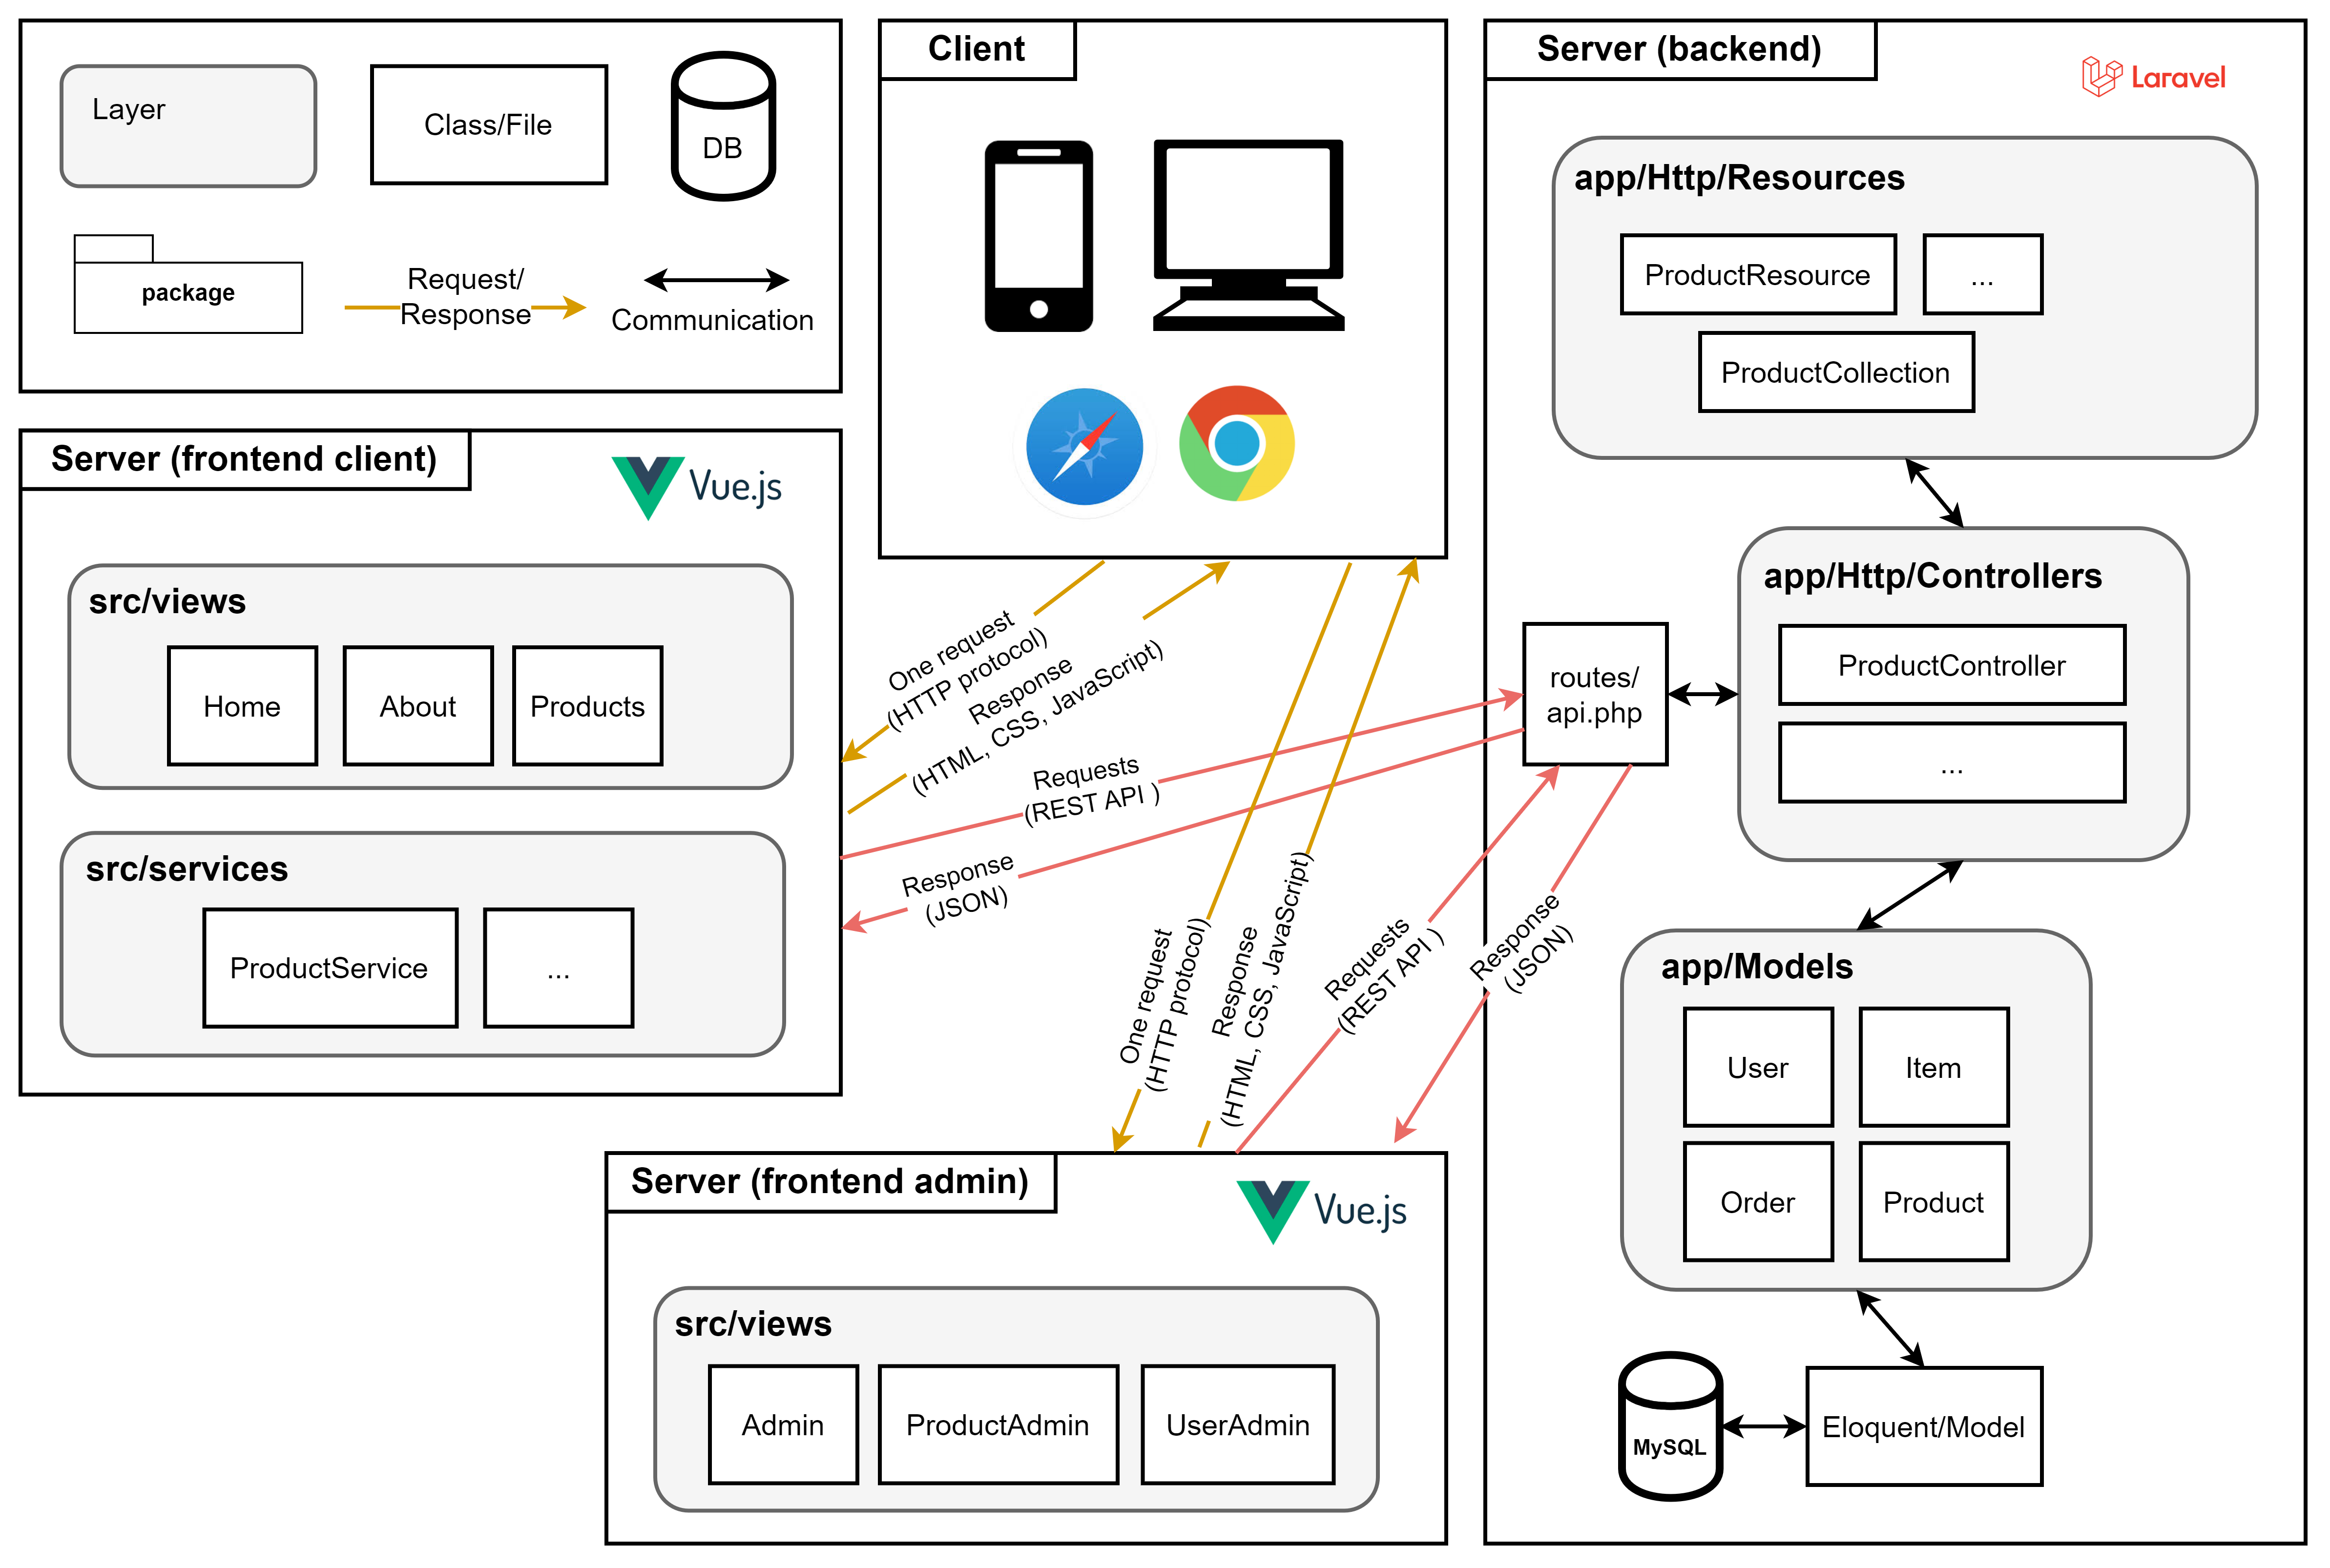 Layer
Class/File
DB
package
Request/
Response
Communication
Client
Server (backend)
Laravel
app/Http/Resources
ProductResource
...
ProductCollection
Server (frontend client)
Vue.js
src/views
Home
About
Products
src/services
ProductService
...
One request
(HTTP protocol)
Response
(HTML, CSS, JavaScript)
Requests
(REST API )
Response
(JSON)
One request
(HTTP protocol)
Response
(HTML, CSS, JavaScript)
Requests
(REST API )
Response
(JSON)
routes/
api.php
app/Http/Controllers
ProductController
...
app/Models
User
Item
Order
Product
MySQL
Eloquent/Model
Server (frontend admin)
Vue.js
src/views
Admin
ProductAdmin
UserAdmin